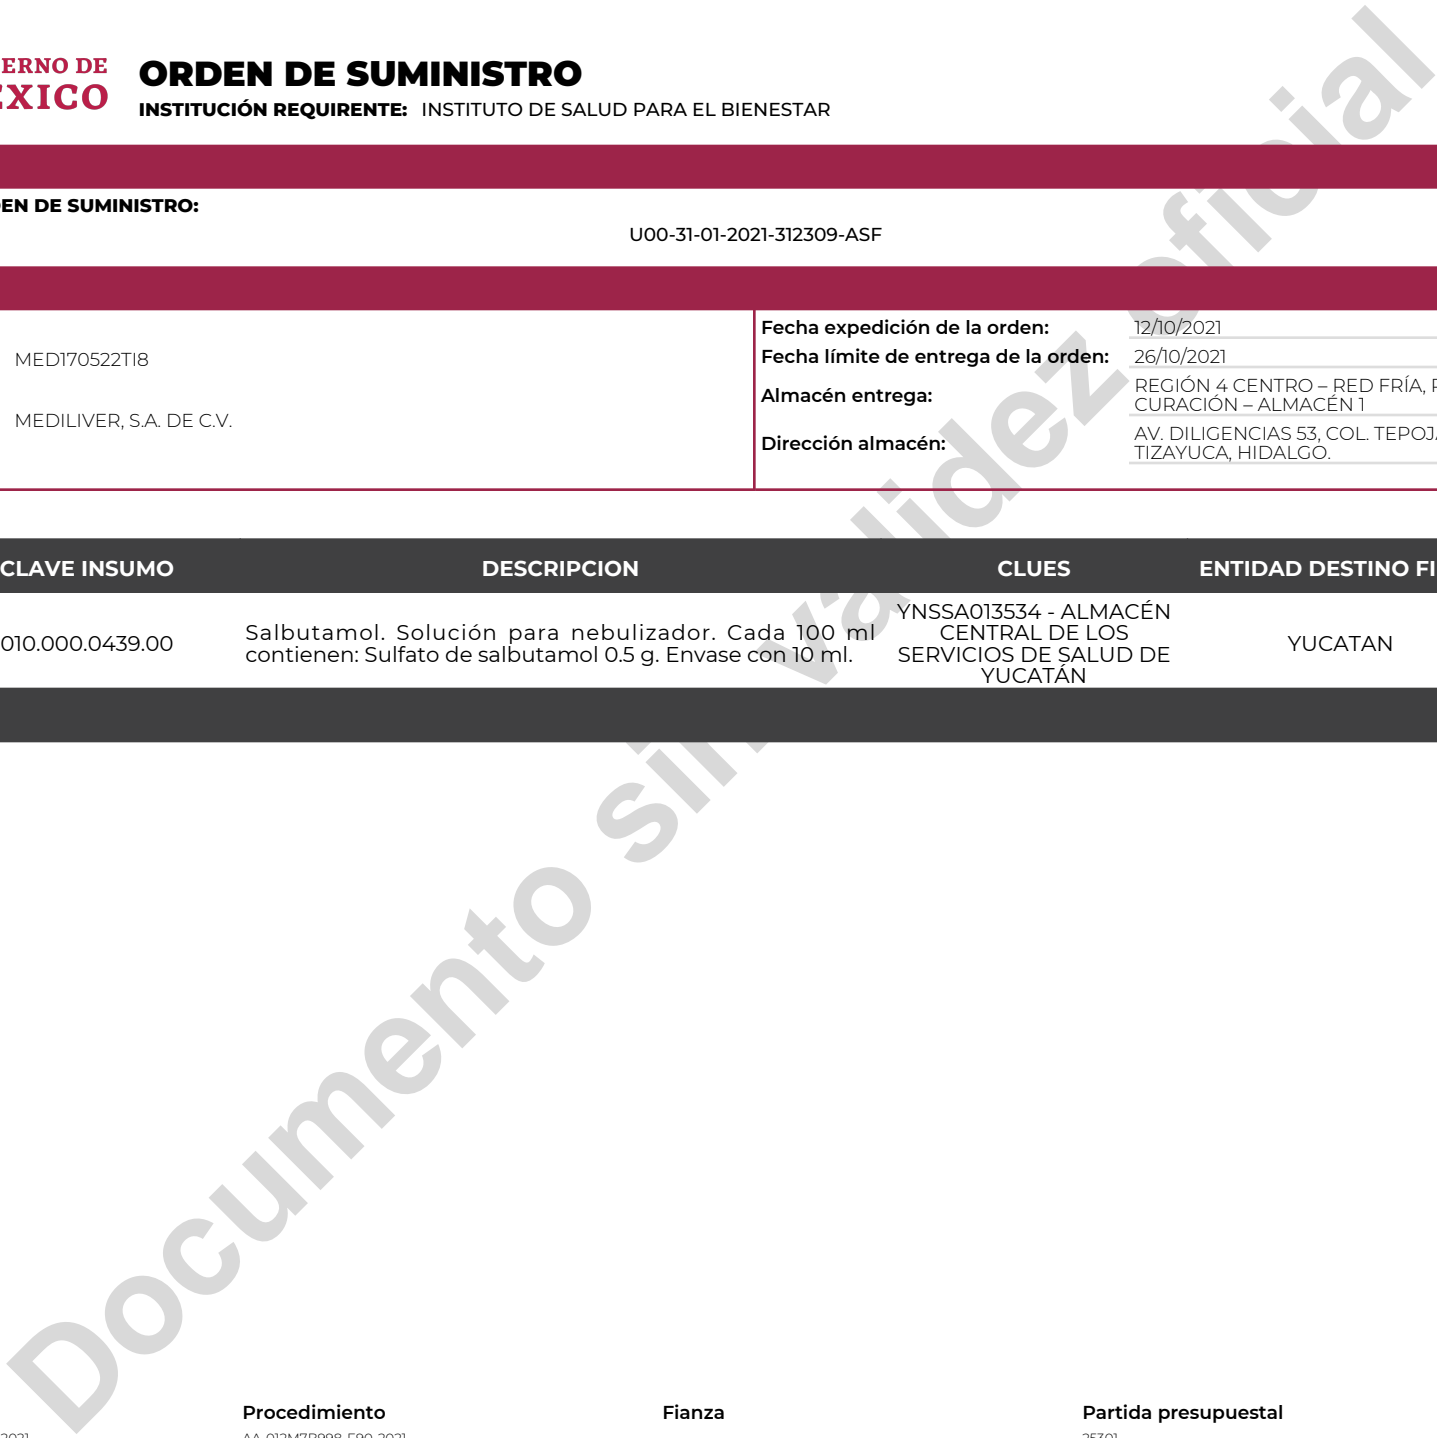 ERNO DE
ORDEN DE SUMINISTRO
XICO
INSTITUCIÓN REQUIRENTE: INSTITUTO DE SALUD PARA EL BIENESTAR
EN DE SUMINISTRO:
U00-31-01-2021-312309-ASF
Fecha expedición de la orden: 12/10/2021
MED170522TI8
Fecha límite de entrega de la orden: 26/10/2021
Almacén entrega: REGIÓN 4 CENTRO – RED FRÍA,
CURACIÓN – ALMACÉN 1
MEDILIVER, S.A. DE C.V.
Dirección almacén: AV. DILIGENCIAS 53, COL. TEPOJ
TIZAYUCA, HIDALGO.
CLAVE INSUMO DESCRIPCION CLUES ENTIDAD DESTINO FI
010.000.0439.00
Salbutamol. Solución para nebulizador. Cada 100 ml
contienen: Sulfato de salbutamol 0.5 g. Envase con 10 ml.
YNSSA013534 - ALMACÉN
CENTRAL DE LOS
SERVICIOS DE SALUD DE
YUCATÁN
YUCATAN
Documento sin validez oficial
Procedimiento Fianza Partida presupuestal